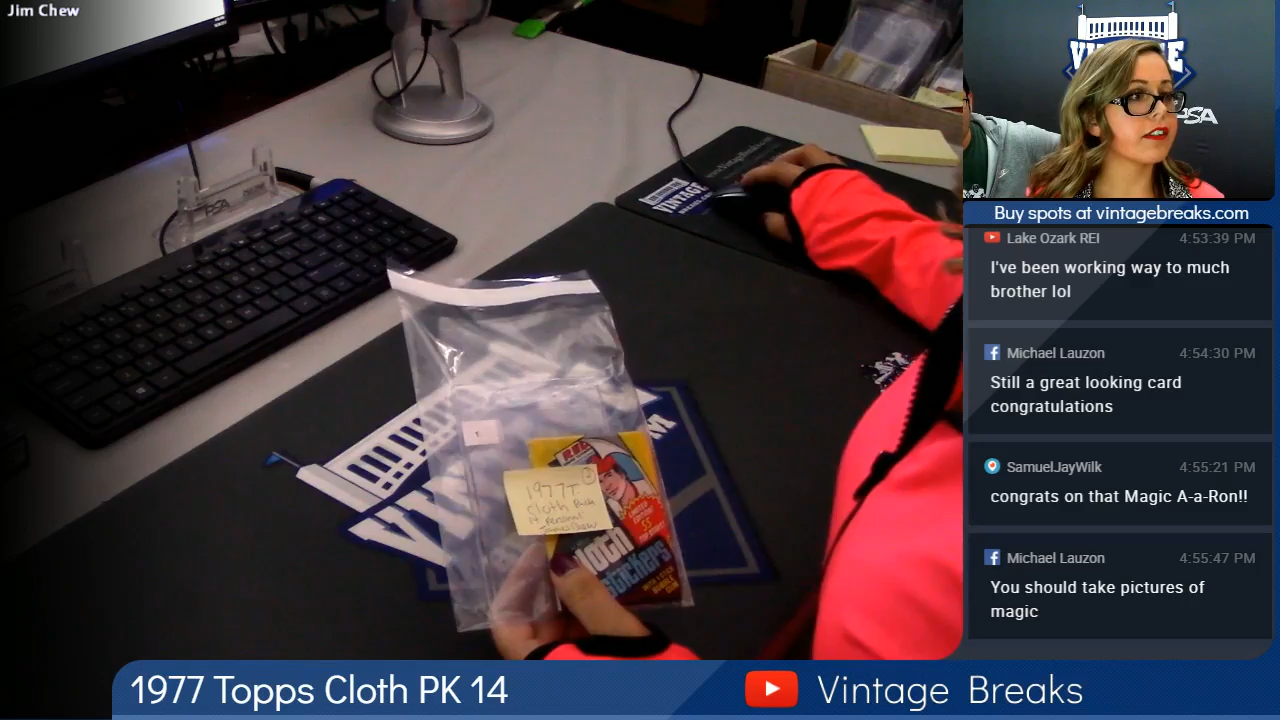 Jim Chew
VINTAGE
PSA
Buy spots at vintagebreaks.com
Lake Ozark REI
4:53:39 PM
I've been working way to much
brother lol
Michael Lauzon
4:54:30 PM
Still a great looking card
congratulations
SamuelJayWilk
4:55:21 PM
congrats on that Magic A-a-Ron!!
Michael Lauzon
4:55:47 PM
You should take pictures of
magic
1977 T.
Cloth Pack
Cloth
Stickers
1977 Topps Cloth PK 14
Vintage Breaks